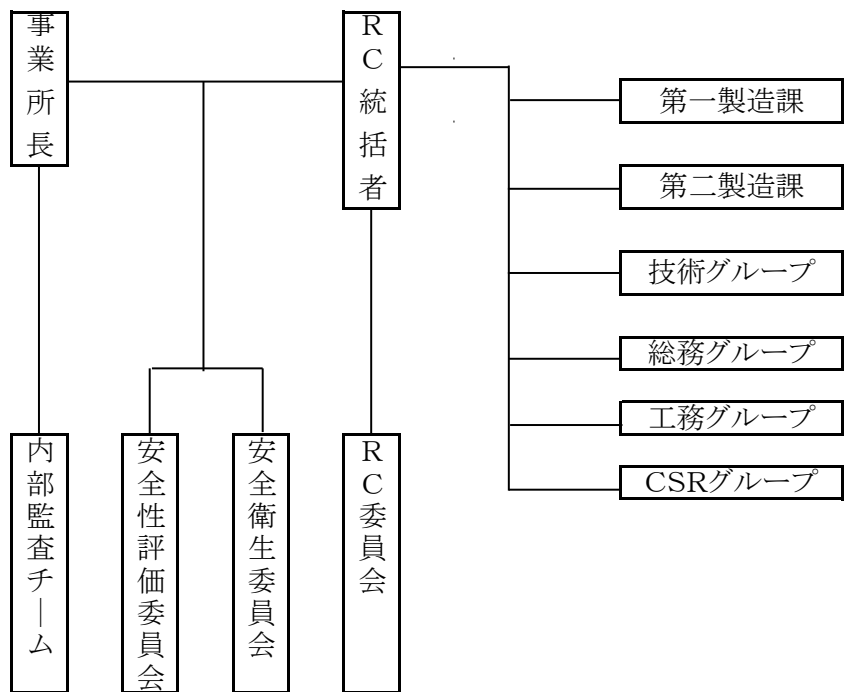 事業所長
RC統括者
第一製造課
第二製造課
技術グループ
総務グループ
工務グループ
CSRグループ
内部監査チーム
安全性評価委員会
安全衛生委員会
RC委員会